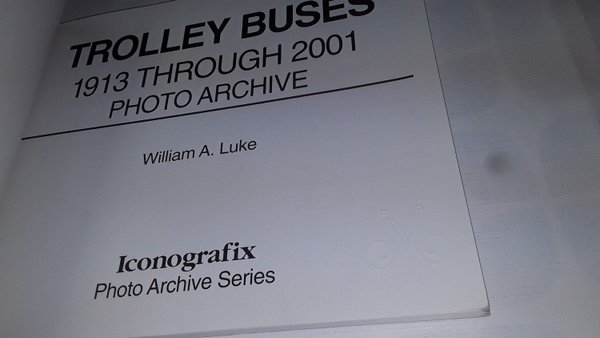 TROLLEY BUSES
1913 THROUGH 2001
PHOTO ARCHIVE
William A. Luke
Iconografix
Photo Archive Series